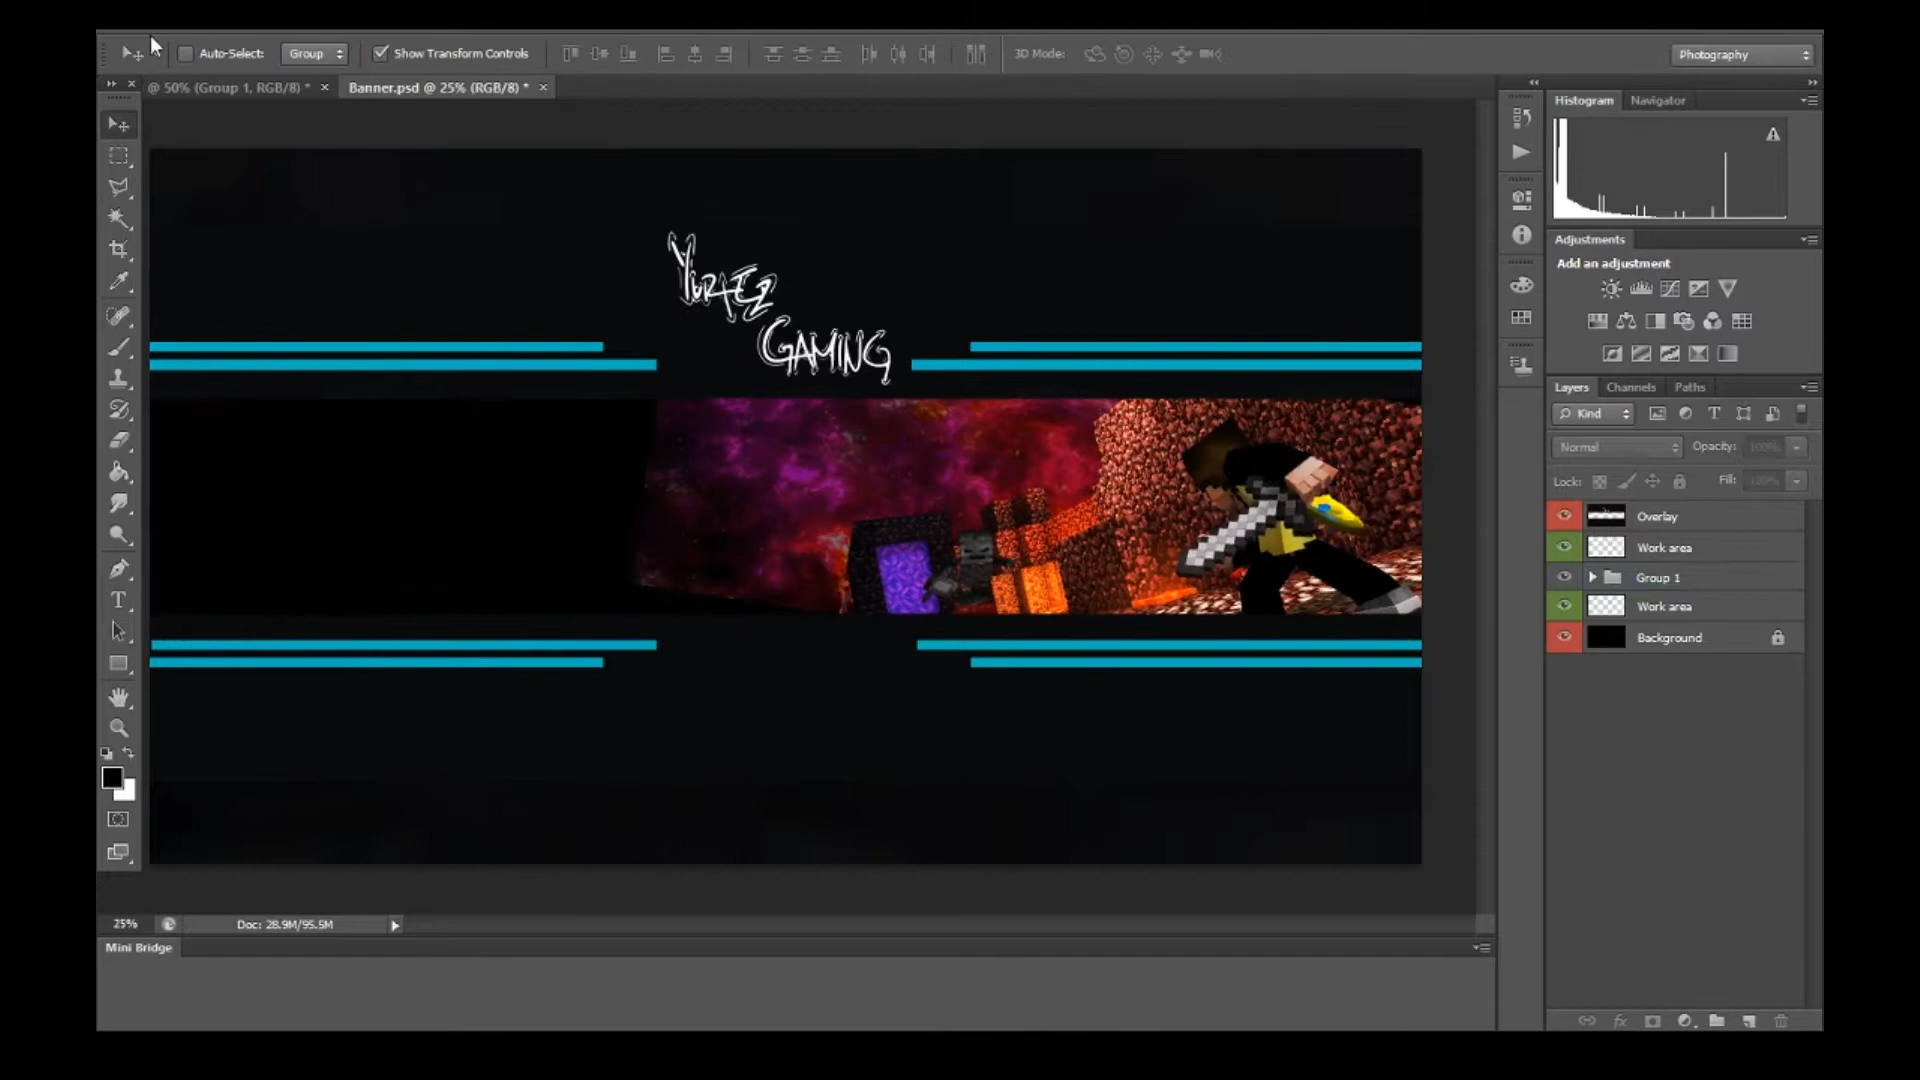 Auto-Select: Group Show Transform Controls 3D Mode: Photography
@ 50% (Group 1, RGB/8) * × Banner.psd @ 25% (RGB/8) * ×
Histogram Navigator
Adjustments
Add an adjustment
GAMING
Layers Channels Paths
Kind
Normal Opacity: 100%
Lock: Fill: 100%
Overlay
Work area
Group 1
Work area
Background
25% Doc: 28.9M/95.5M
Mini Bridge